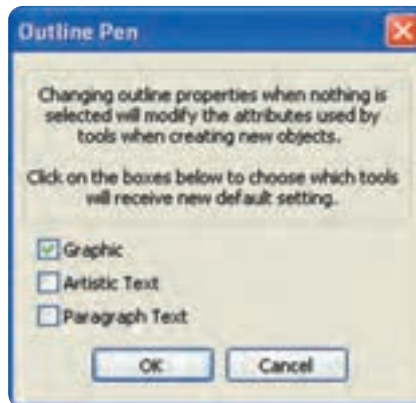 Outline Pen
Changing outline properties when nothing is
selected will modify the attributes used by
tools when creating new objects.
Click on the boxes below to choose which tools
will receive new default setting.
Graphic
Artistic Text
Paragraph Text
OK Cancel